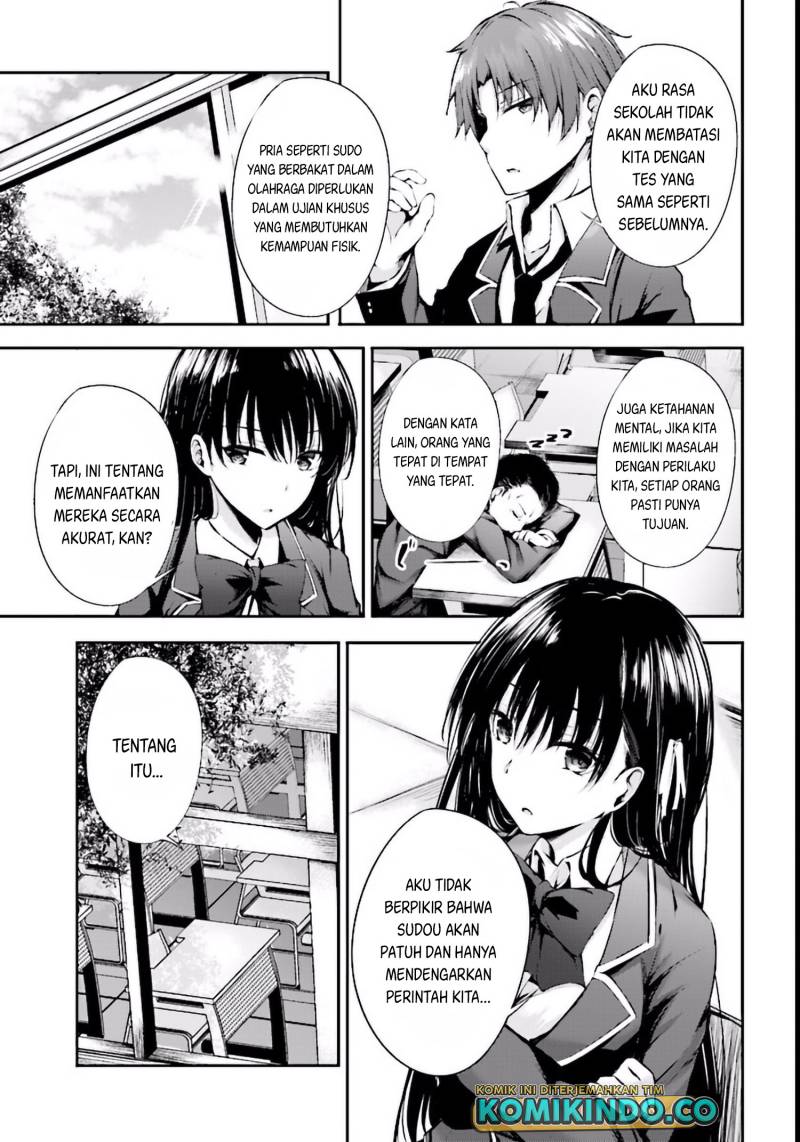 AKU RASA
SEKOLAH TIDAK
AKAN MEMBATASI
KITA DENGAN
TES YANG
SAMA SEPERTI
SEBELUMNYA.
PRIA SEPERTI SUDO
YANG BERBAKAT DALAM
OLAHRAGA DIPERLUKAN
DALAM UJIAN KHUSUS
YANG MEMBUTUHKAN
KEMAMPUAN FISIK.
JUGA KETAHANAN
MENTAL, JIKA KITA
MEMILIKI MASALAH
DENGAN PERILAKU
KITA, SETIAP ORANG
PASTI PUNYA
TUJUAN.
DENGAN KATA
LAIN, ORANG YANG
TEPAT DI TEMPAT
YANG TEPAT.
ZZZ
TAPI, INI TENTANG
MEMANFAATKAN
MEREKA SECARA
AKURAT, KAN?
AKU TIDAK
BERPIKIR BAHWA
SUDOU AKAN
PATUH DAN HANYA
MENDENGARKAN
PERINTAH KITA...
TENTANG
ITU...
KOMIK INI DITERJEMAHKAN TIM
KOMIKINDO.CO